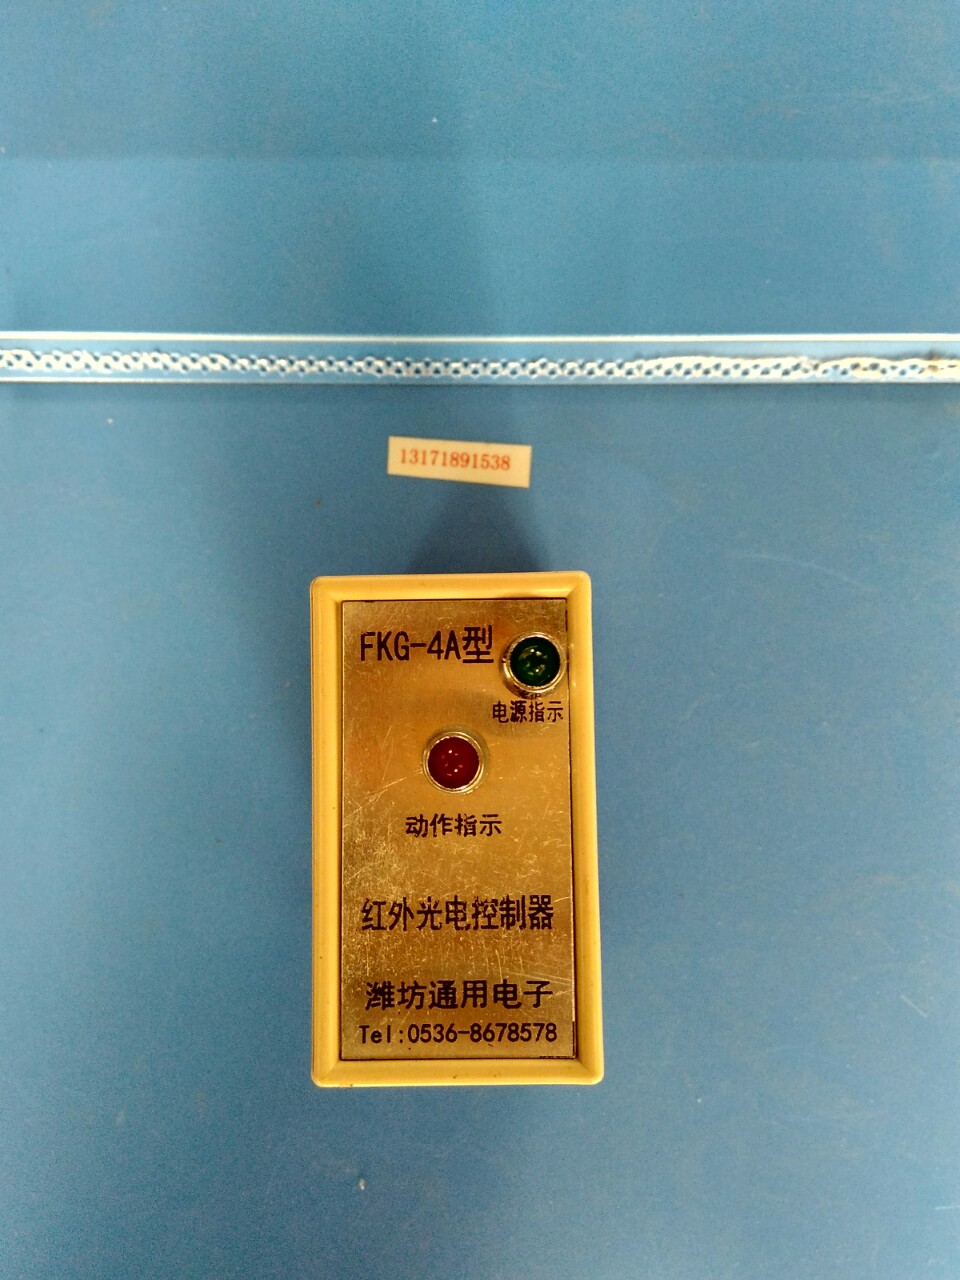 13171891538
FKG-4A型
电源指示
动作指示
红外光电控制器
潍坊通用电子
Tel:0536-8678578